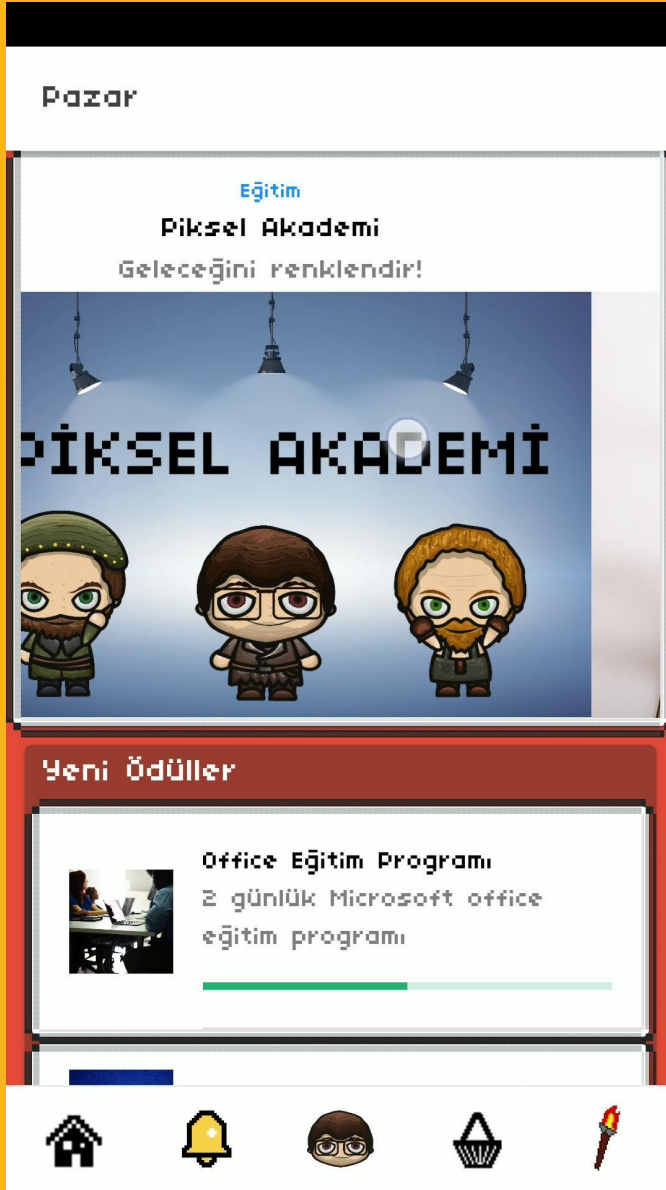 Pazar
Eğitim
Piksel Akademi
Geleceğini renklendir!
PİKSEL AKADEMİ
Yeni Ödüller
Office Eğitim Programı
2 günlük Microsoft office
eğitim programı